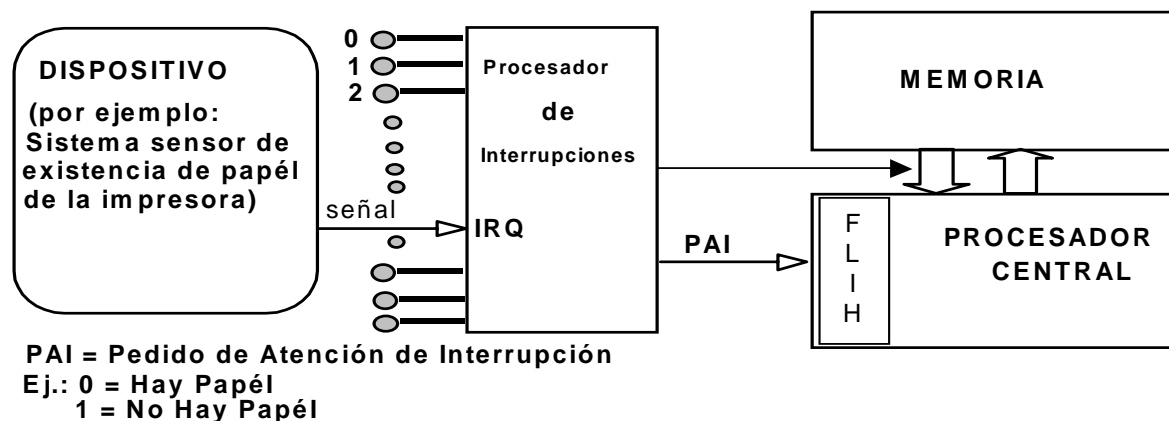 DISPOSITIVO
(por ejemplo:
Sistema sensor de
existencia de papél
de la impresora)
señal
0
1
2
Procesador
de
Interrupciones
IRQ
PAI
MEMORIA
F
L
I
H
PROCESADOR
CENTRAL
PAI = Pedido de Atención de Interrupción
Ej.: 0 = Hay Papél
1 = No Hay Papél